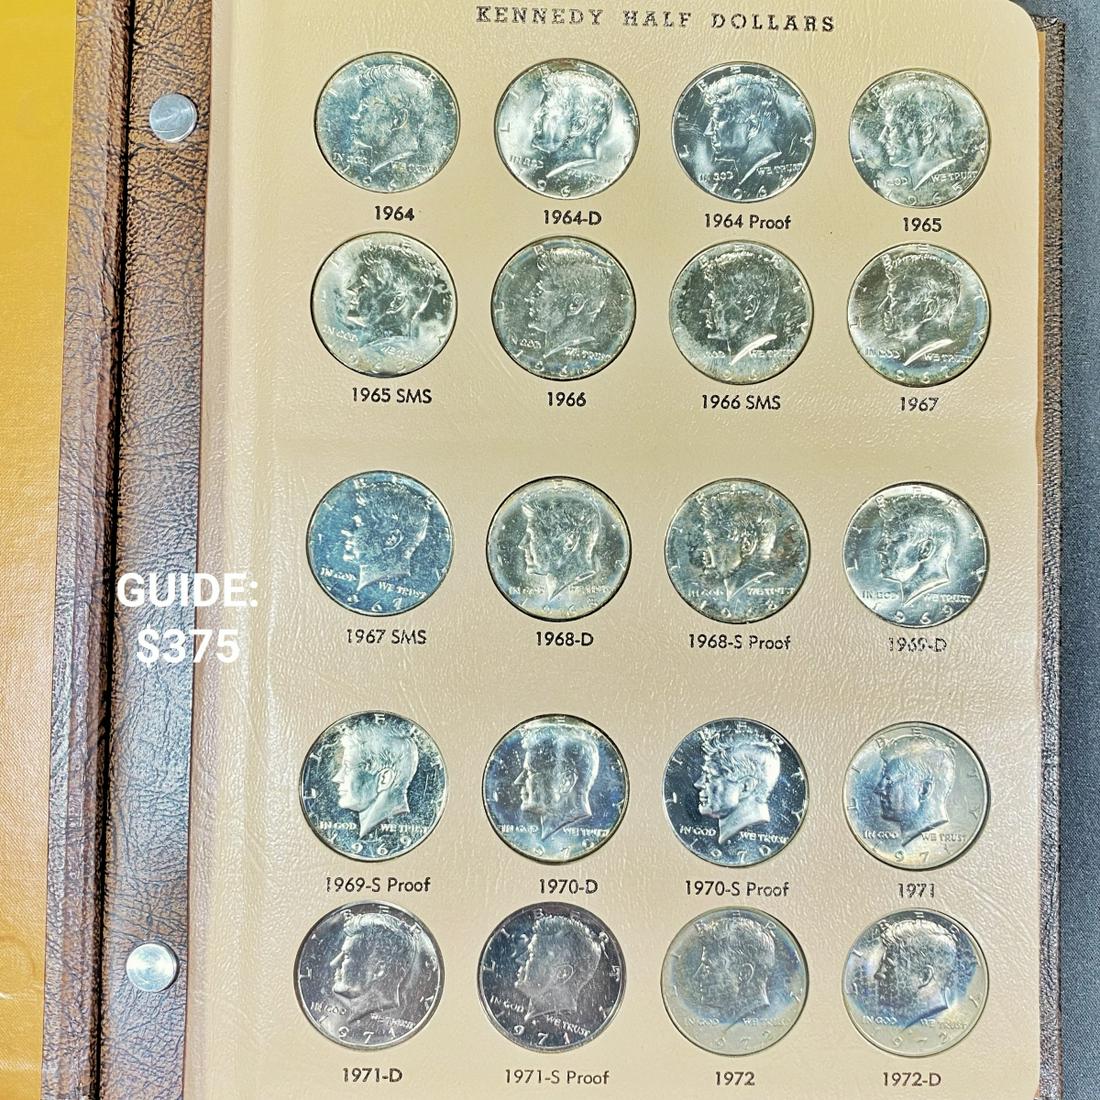 KENNEDY HALF DOLLARS
1964
1964-D
1964 Proof
1965
1965 SMS
1966
1966 SMS
1967
GUIDE:
$375
1967 SMS
1968-D
1968-S Proof
1969-D
1969-S Proof
1970-D
1970-S Proof
1971
1971-D
1971-S Proof
1972
1972-D